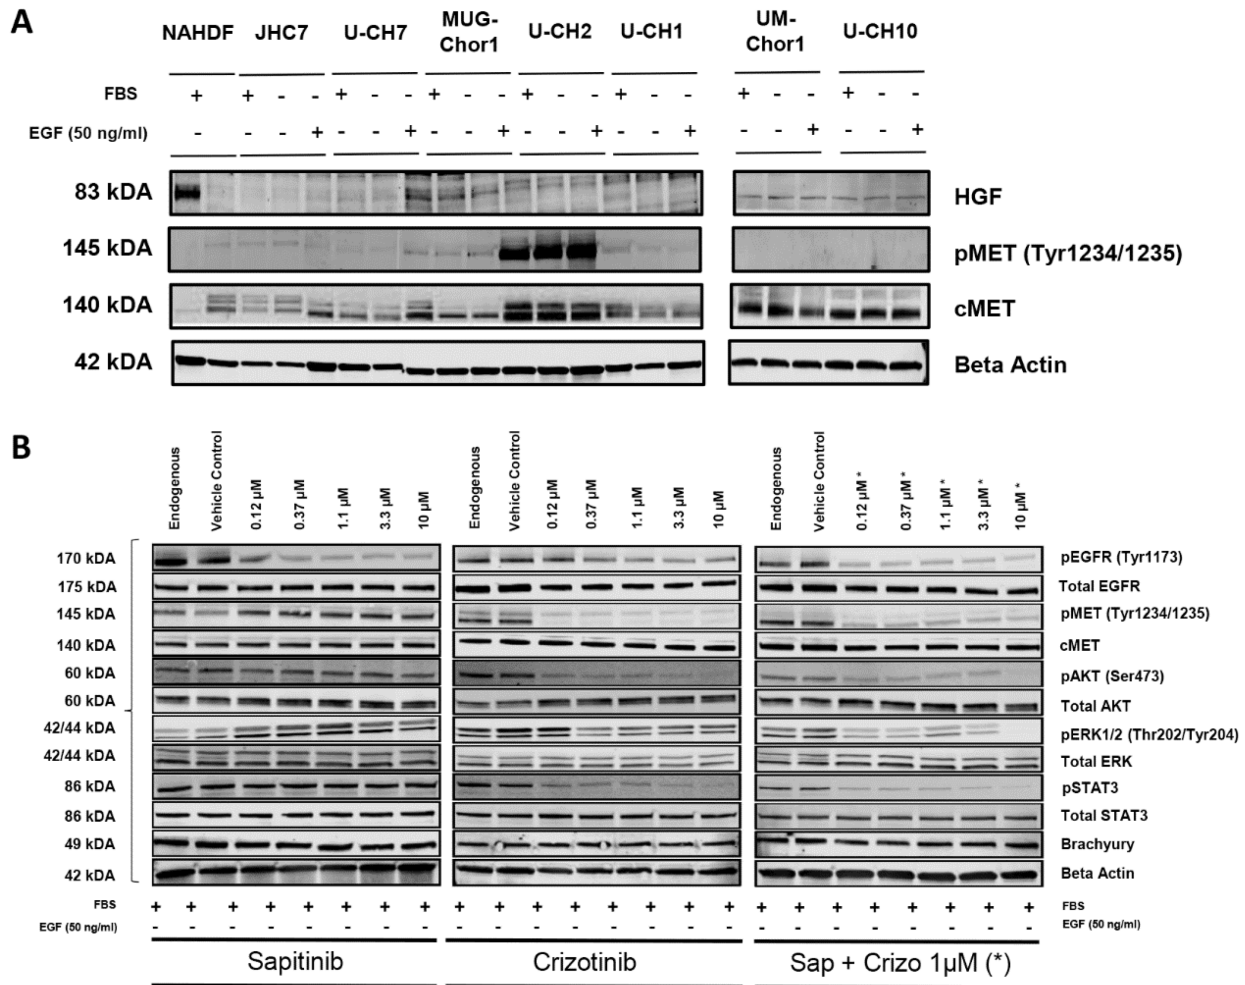 A
NAHDF JHC7 U-CH7 MUG-Chor1 U-CH2 U-CH1 UM-Chor1 U-CH10
FBS + + - - + - - + - - + - - + - - + - - + - -
EGF (50 ng/ml) - - - + - - + - - + - - + - - + - - + - - +
83 kDA HGF
145 kDA pMET (Tyr1234/1235)
140 kDA cMET
42 kDA Beta Actin
B
Endogenous Vehicle Control 0.12 µM 0.37 µM 1.1 µM 3.3 µM 10 µM Endogenous Vehicle Control 0.12 µM 0.37 µM 1.1 µM 3.3 µM 10 µM Endogenous Vehicle Control 0.12 µM * 0.37 µM * 1.1 µM * 3.3 µM * 10 µM *
170 kDA pEGFR (Tyr1173)
175 kDA Total EGFR
145 kDA pMET (Tyr1234/1235)
140 kDA cMET
60 kDA pAKT (Ser473)
60 kDA Total AKT
42/44 kDA pERK1/2 (Thr202/Tyr204)
42/44 kDA Total ERK
86 kDA pSTAT3
86 kDA Total STAT3
49 kDA Brachyury
42 kDA Beta Actin
FBS + + + + + + + + + + + + + + + + + + + + + FBS
EGF (50 ng/ml) - - - - - - - - - - - - - - - - - - - - - EGF (50 ng/ml)
Sapitinib Crizotinib Sap + Crizo 1µM (*)